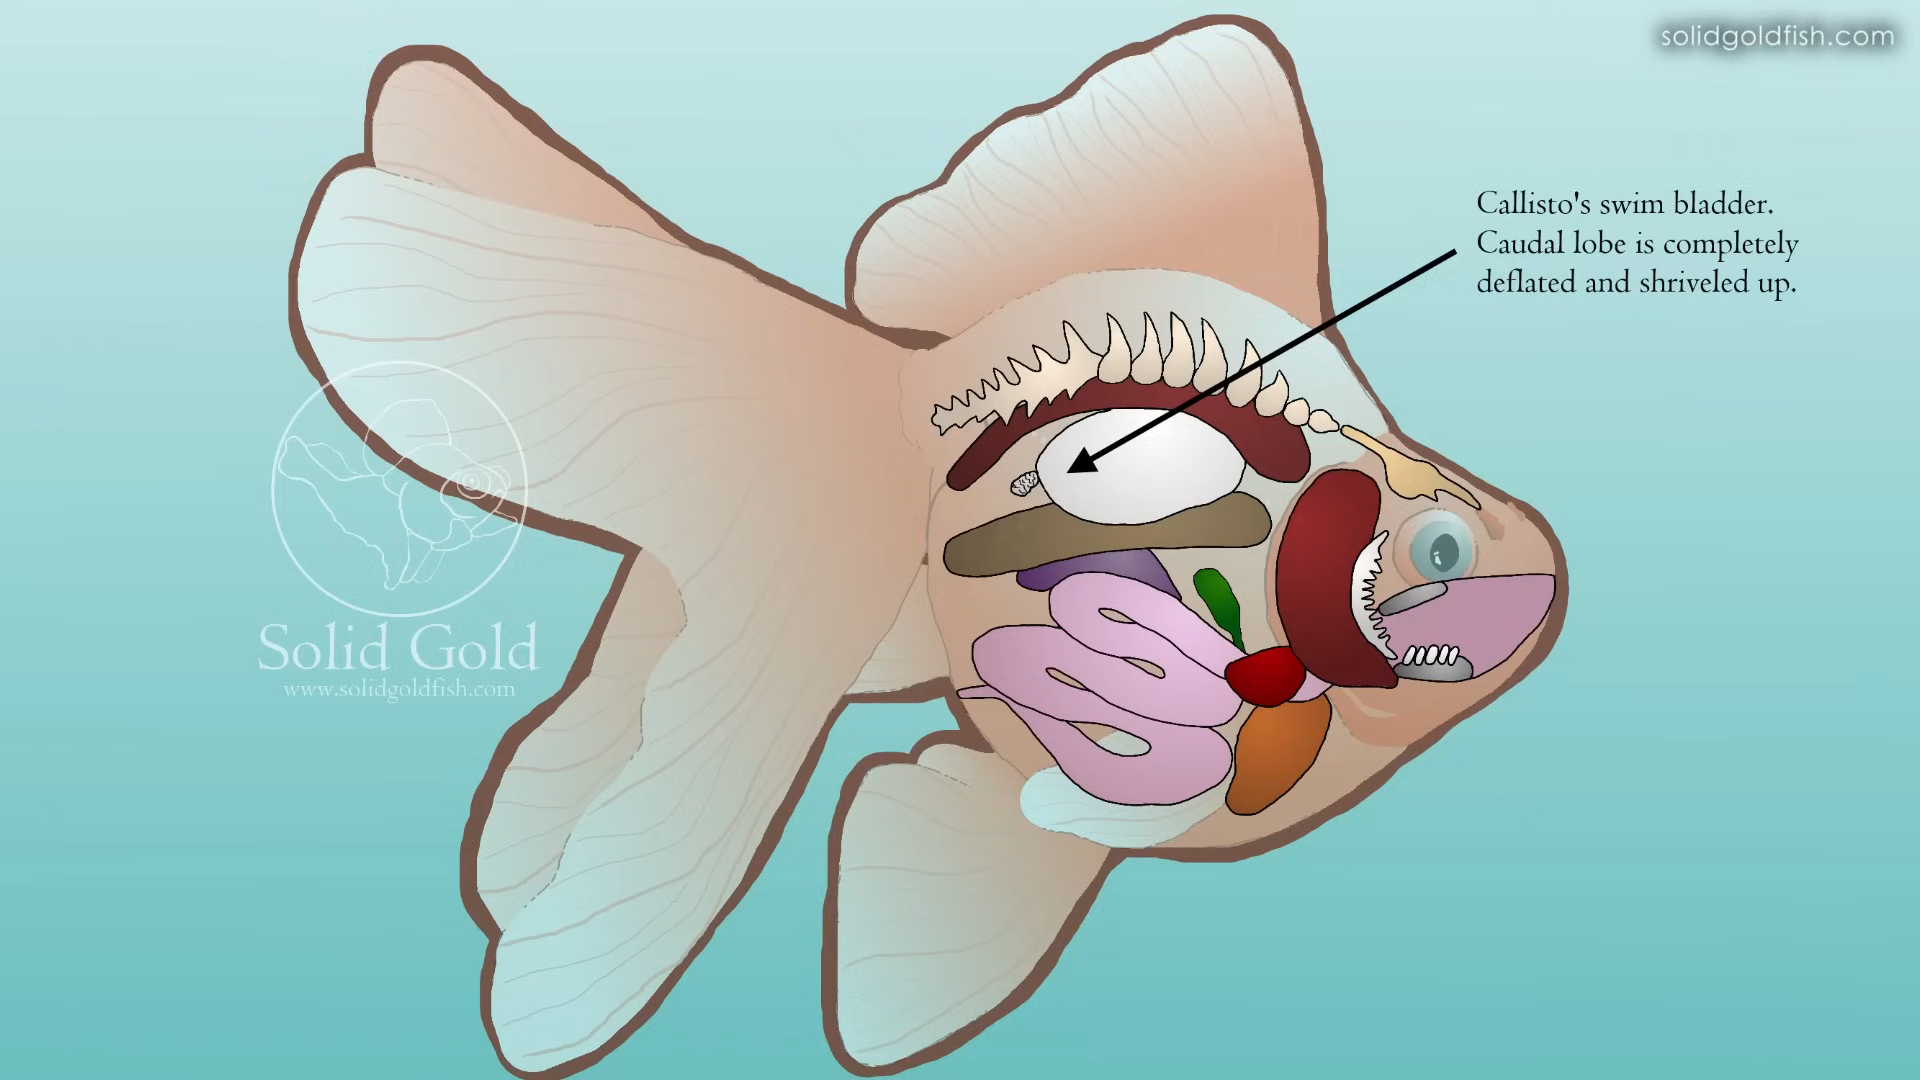 solidgoldfish.com
Callisto's swim bladder.
Caudal lobe is completely
deflated and shriveled up.
Solid Gold
www.solidgoldfish.com